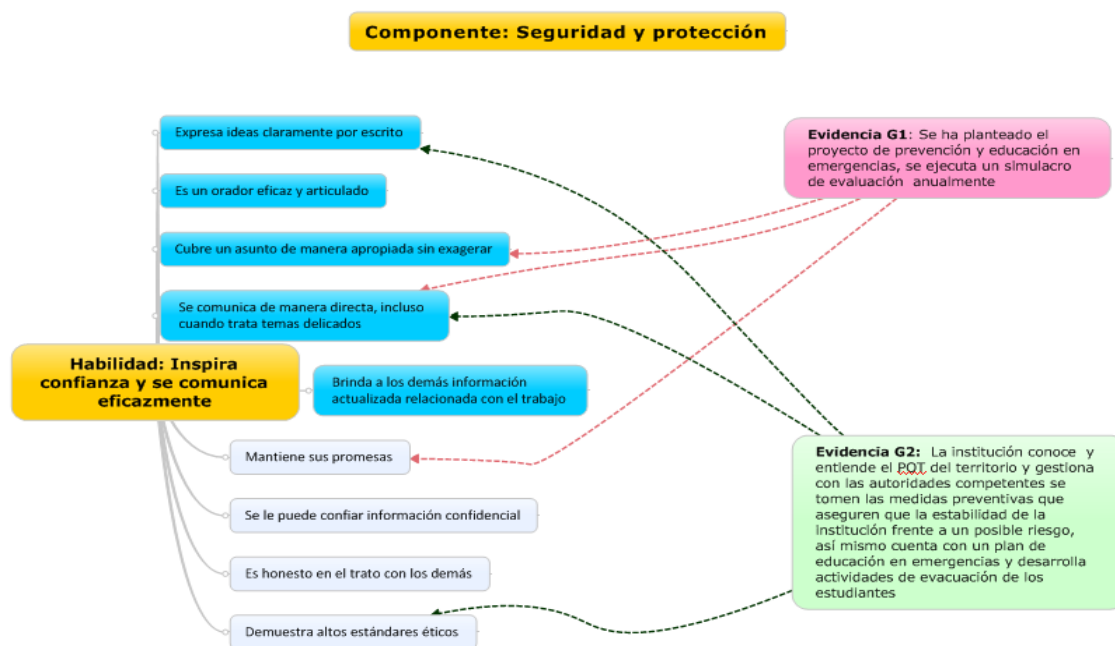 Componente: Seguridad y protección
Expresa ideas claramente por escrito
Es un orador eficaz y articulado
Cubre un asunto de manera apropiada sin exagerar
Se comunica de manera directa, incluso
cuando trata temas delicados
Habilidad: Inspira
confianza y se comunica
eficazmente
Brinda a los demás información
actualizada relacionada con el trabajo
Mantiene sus promesas
Se le puede confiar información confidencial
Es honesto en el trato con los demás
Demuestra altos estándares éticos
Evidencia G1: Se ha planteado el
proyecto de prevención y educación en
emergencias, se ejecuta un simulacro
de evaluación anualmente
Evidencia G2: La institución conoce y
entiende el POT del territorio y gestiona
con las autoridades competentes se
tomen las medidas preventivas que
aseguren que la estabilidad de la
institución frente a un posible riesgo,
así mismo cuenta con un plan de
educación en emergencias y desarrolla
actividades de evacuación de los
estudiantes